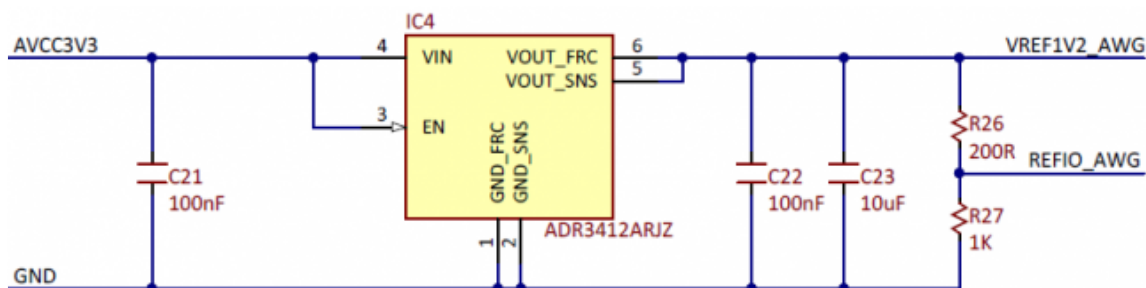 IC4
AVCC3V3
4
VIN
VOUT_FRC
6
VREF1V2_AWG
VOUT_SNS
5
3
EN
GND_FRC
GND_SNS
R26
200R
REFIO_AWG
C21
100nF
C22
100nF
C23
10uF
R27
1K
1
2
ADR3412ARJZ
GND